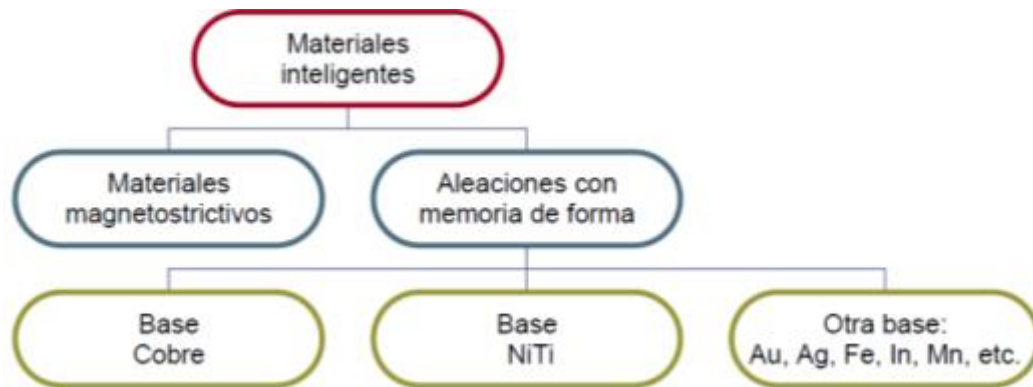 Materiales
inteligentes
Materiales
magnetostrictivos
Aleaciones con
memoria de forma
Base
Cobre
Base
NiTi
Otra base:
Au, Ag, Fe, In, Mn, etc.